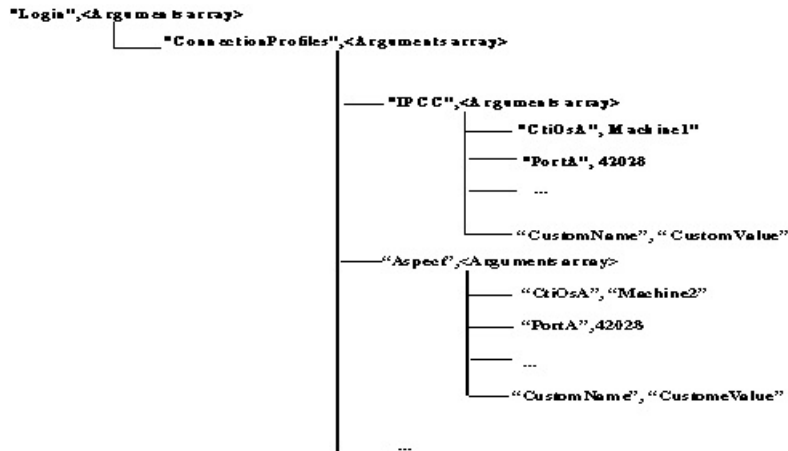 "Login",<Arguments array>
"ConnectionProfiles",<Arguments array>
"IPCC",<Arguments array>
"CtiOsA", Machine1"
"PortA", 42028
...
“CustomName”, “CustomValue”
“Aspect”,<Arguments array>
“CtiOsA”, “Machine2”
“PortA”,42028
...
“CustomName”, “CustomeValue”
...